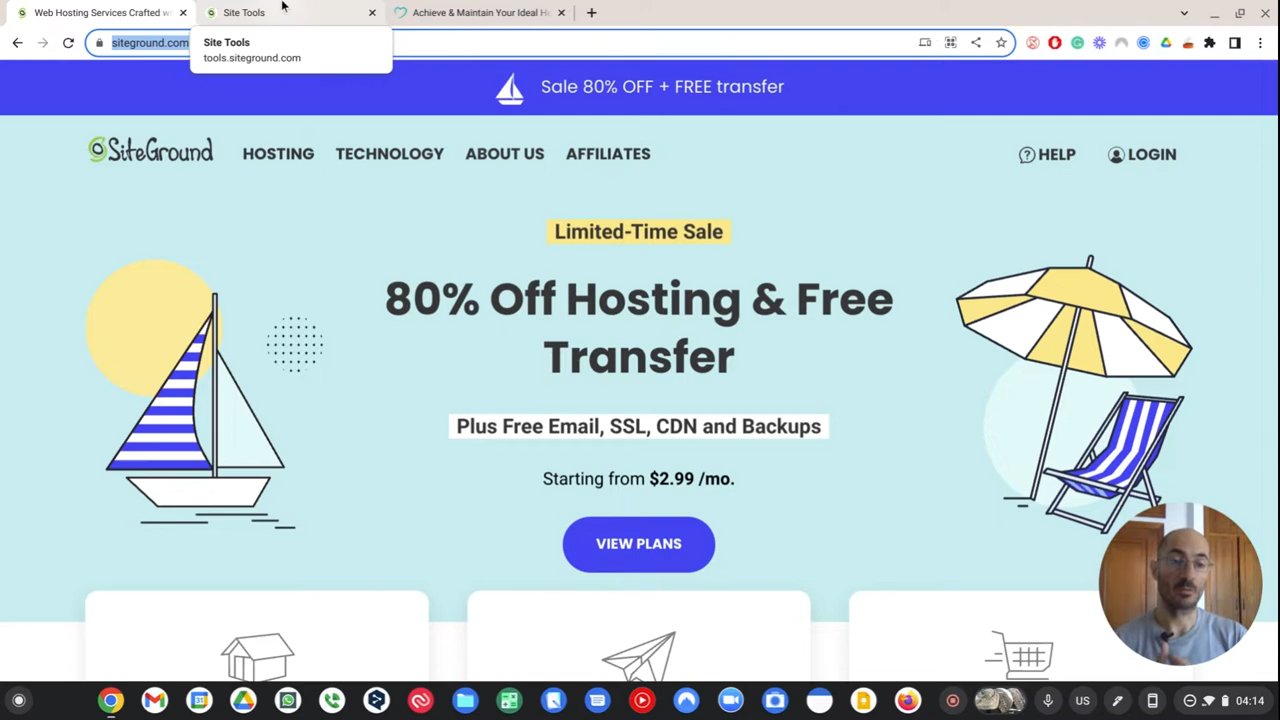 Web Hosting Services Crafted w
Site Tools
Achieve & Maintain Your Ideal He
siteground.com
Site Tools
tools.siteground.com
Sale 80% OFF + FREE transfer
SiteGround
HOSTING
TECHNOLOGY
ABOUT US
AFFILIATES
HELP
LOGIN
Limited-Time Sale
80% Off Hosting & Free
Transfer
Plus Free Email, SSL, CDN and Backups
Starting from $2.99 /mo.
VIEW PLANS
US
04:14